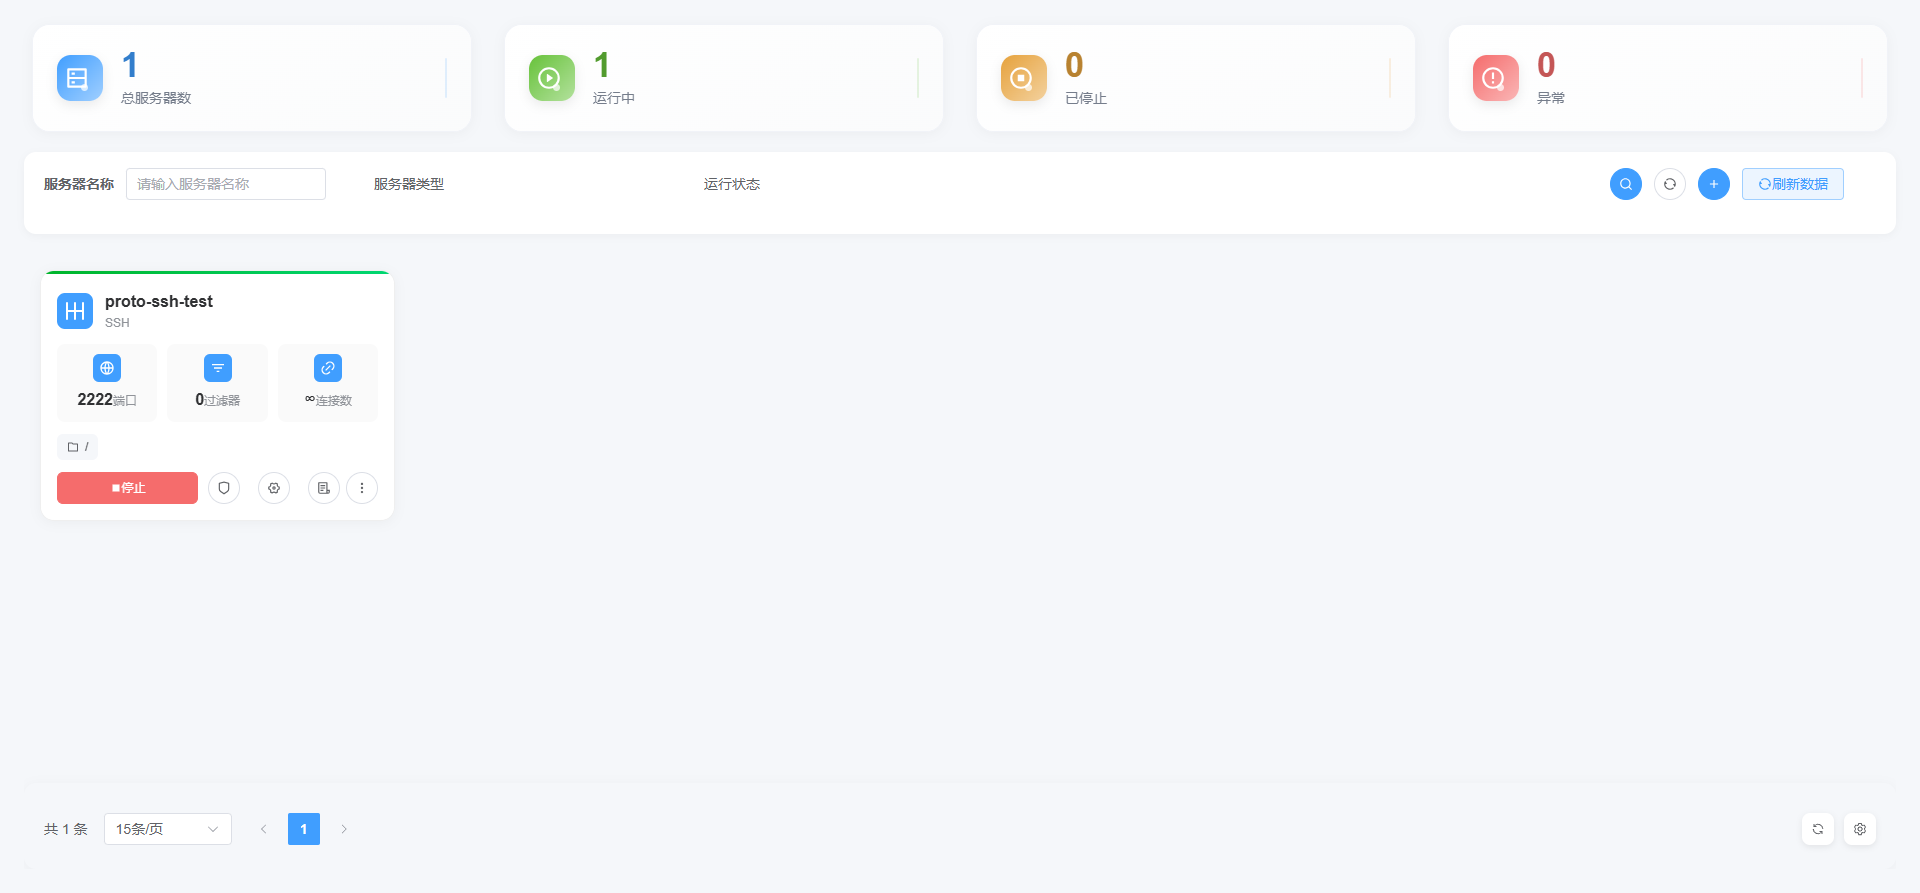 1
总服务器数
1
运行中
0
已停止
0
异常
服务器名称 请输入服务器名称 服务器类型 运行状态 刷新数据
proto-ssh-test
SSH
2222端口 0过滤器 ∞连接数
/
停止
共 1 条 15条/页 1